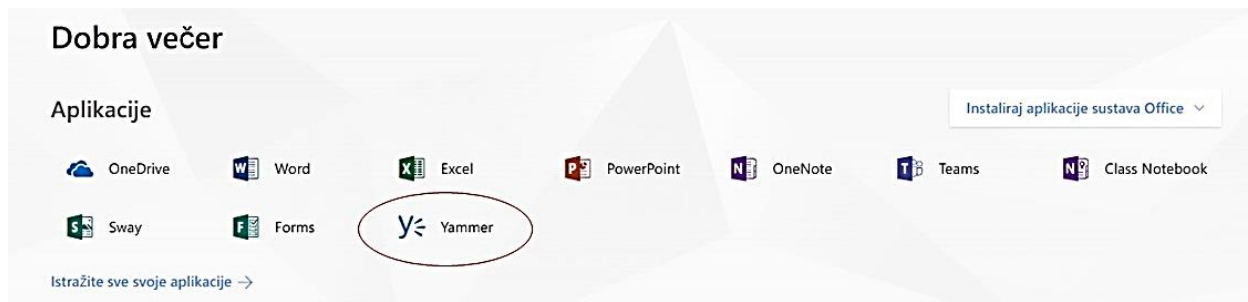 Dobra večer
Aplikacije
Instaliraj aplikacije sustava Office
OneDrive Word Excel PowerPoint OneNote Teams Class Notebook
Sway Forms Yammer
Istražite sve svoje aplikacije →